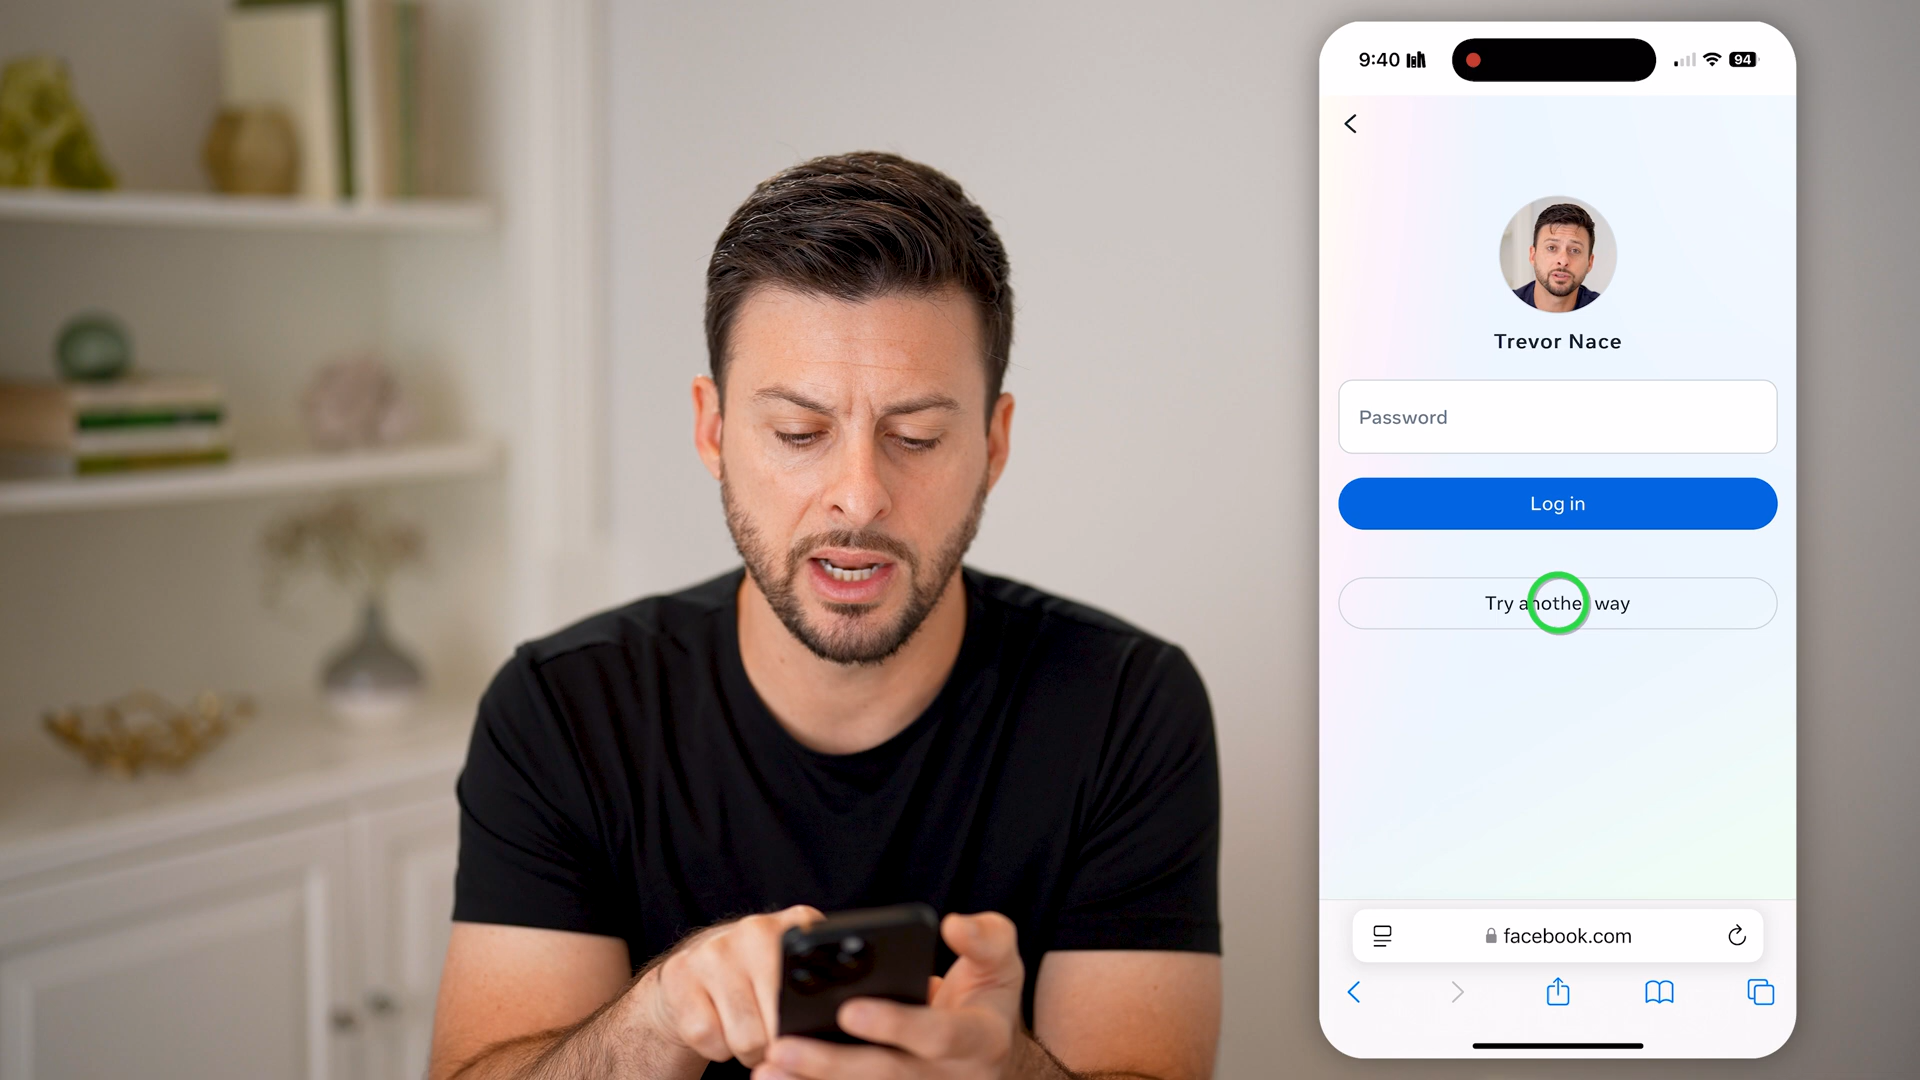 9:40
94
Trevor Nace
Password
Log in
Try another way
facebook.com